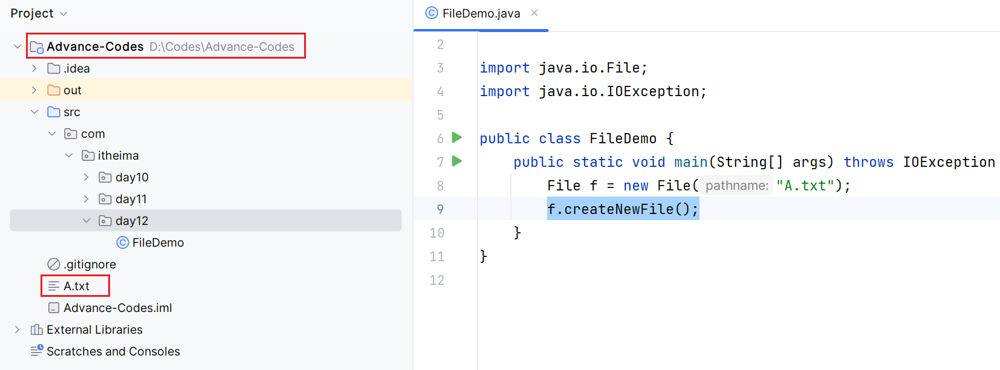 Project
Advance-Codes D:\Codes\Advance-Codes
.idea
out
src
com
itheima
day10
day11
day12
FileDemo
.gitignore
A.txt
Advance-Codes.iml
External Libraries
Scratches and Consoles
FileDemo.java
2
3 import java.io.File;
4 import java.io.IOException;
5
6 public class FileDemo {
7 public static void main(String[] args) throws IOException
8 File f = new File( pathname: "A.txt");
9 f.createNewFile();
10 }
11 }
12